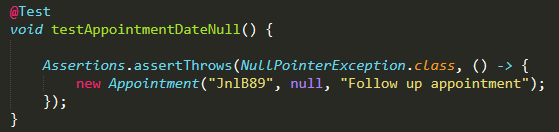 @Test
void testAppointmentDateNull() {
Assertions.assertThrows(NullPointerException.class, () -> {
new Appointment("JnlB89", null, "Follow up appointment");
});
}